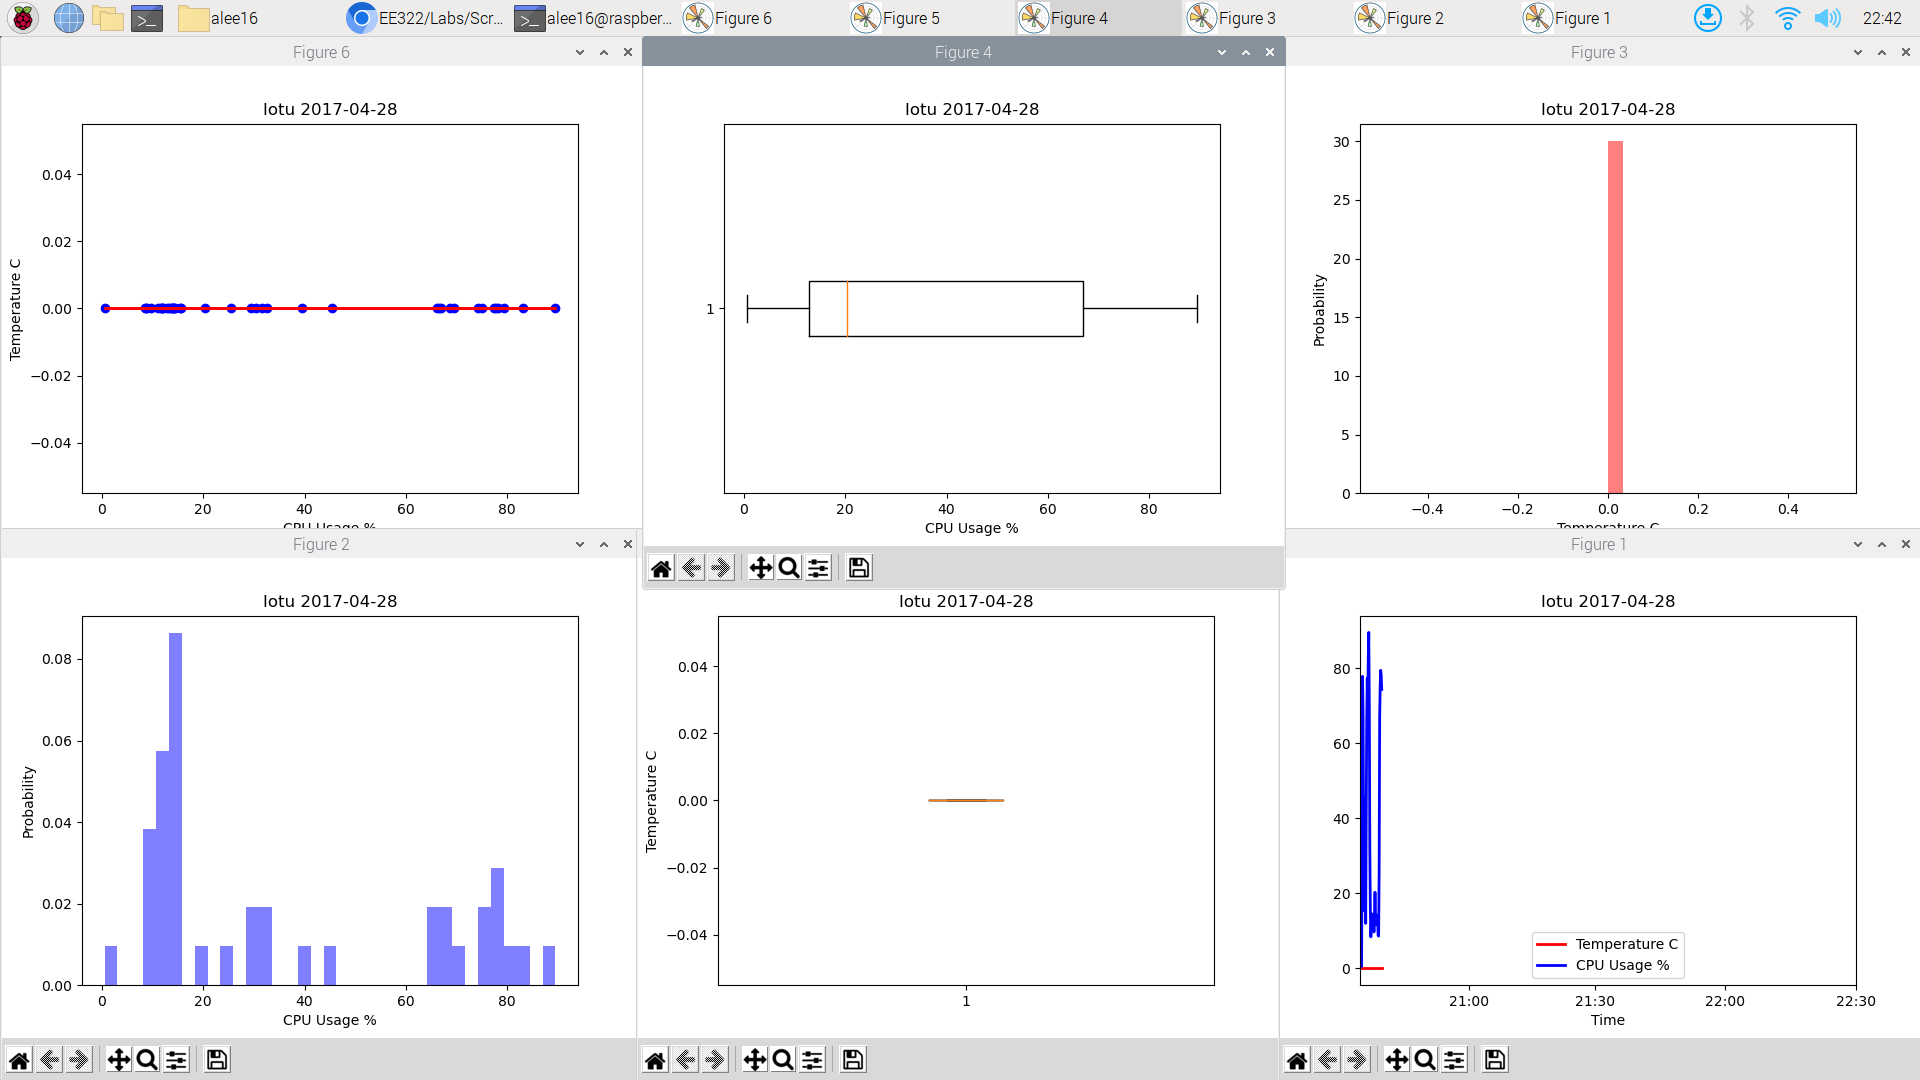 alee16
EE322/Labs/Scr...
alee16@raspber...
Figure 6
Figure 5
Figure 4
Figure 3
Figure 2
Figure 1
22:42
Figure 6
Iotu 2017-04-28
Temperature C
0.04
0.02
0.00
−0.02
−0.04
0 20 40 60 80
CPU Usage %
Figure 4
Iotu 2017-04-28
1
0 20 40 60 80
CPU Usage %
Figure 3
Iotu 2017-04-28
Probability
30
25
20
15
10
5
0
−0.4 −0.2 0.0 0.2 0.4
Temperature C
Figure 2
Iotu 2017-04-28
Probability
0.08
0.06
0.04
0.02
0.00
0 20 40 60 80
CPU Usage %
Iotu 2017-04-28
Temperature C
0.04
0.02
0.00
−0.02
−0.04
1
Figure 1
Iotu 2017-04-28
80
60
40
20
0
Temperature C
CPU Usage %
21:00 21:30 22:00 22:30
Time